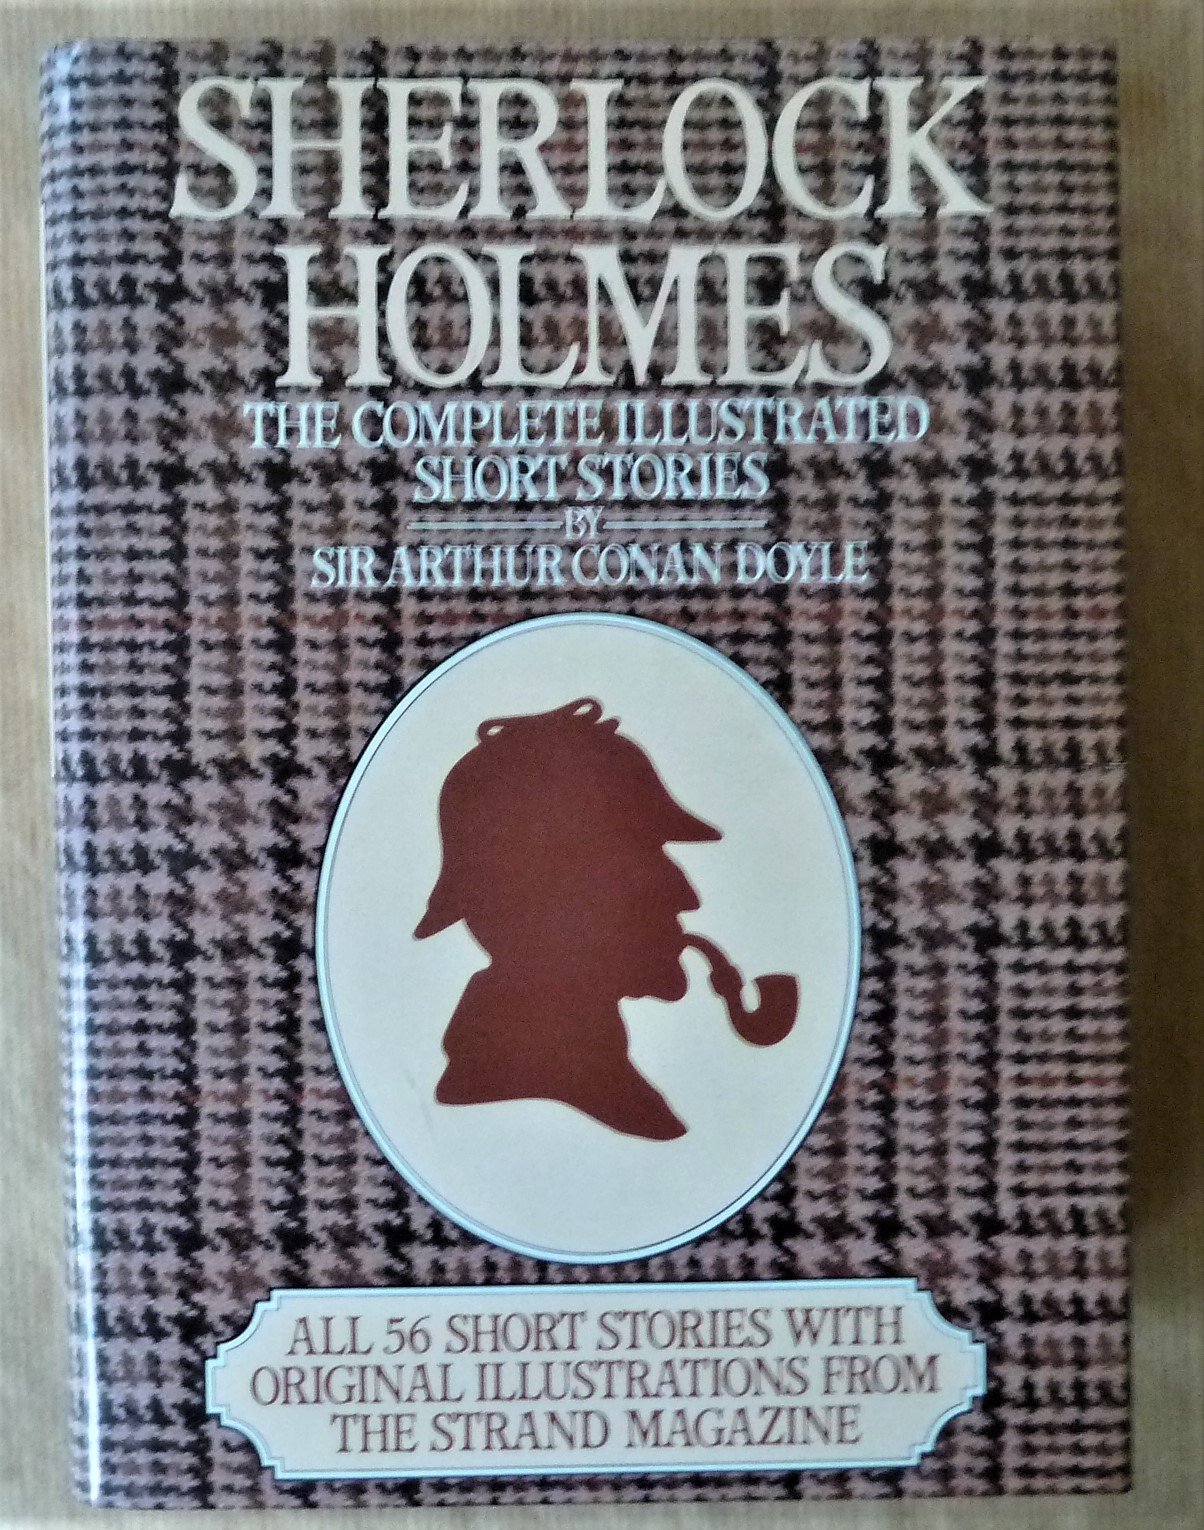 SHERLOCK
HOLMES
THE COMPLETE ILLUSTRATED
SHORT STORIES
BY
SIR ARTHUR CONAN DOYLE
ALL 56 SHORT STORIES WITH
ORIGINAL ILLUSTRATIONS FROM
THE STRAND MAGAZINE